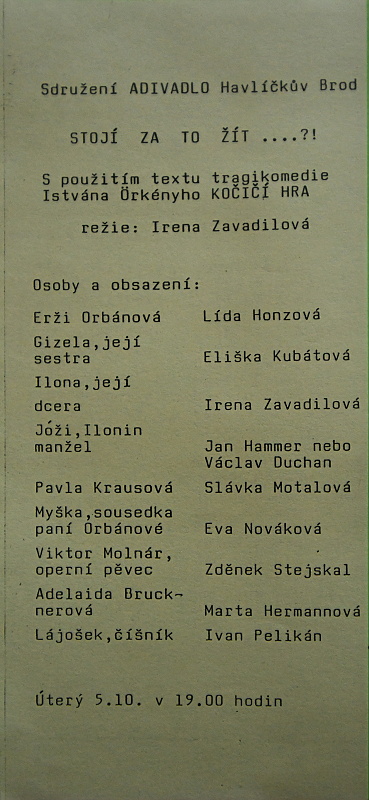 Sdružení ADIVADLO Havlíčkův Brod
STOJÍ ZA TO ŽÍT ....?!
S použitím textu tragikomedie
Istvána Örkényho KOČIČÍ HRA
režie: Irena Zavadilová
Osoby a obsazení:
Erži Orbánová Lída Honzová
Gizela,její
sestra Eliška Kubátová
Ilona,její
dcera Irena Zavadilová
Jóži,Ilonin
manžel Jan Hammer nebo
Václav Duchan
Pavla Krausová Slávka Motalová
Myška,sousedka
paní Orbánové Eva Nováková
Viktor Molnár,
operní pěvec Zděnek Stejskal
Adelaida Bruck-
nerová Marta Hermannová
Lájošek,číšník Ivan Pelikán
Úterý 5.10. v 19.00 hodin